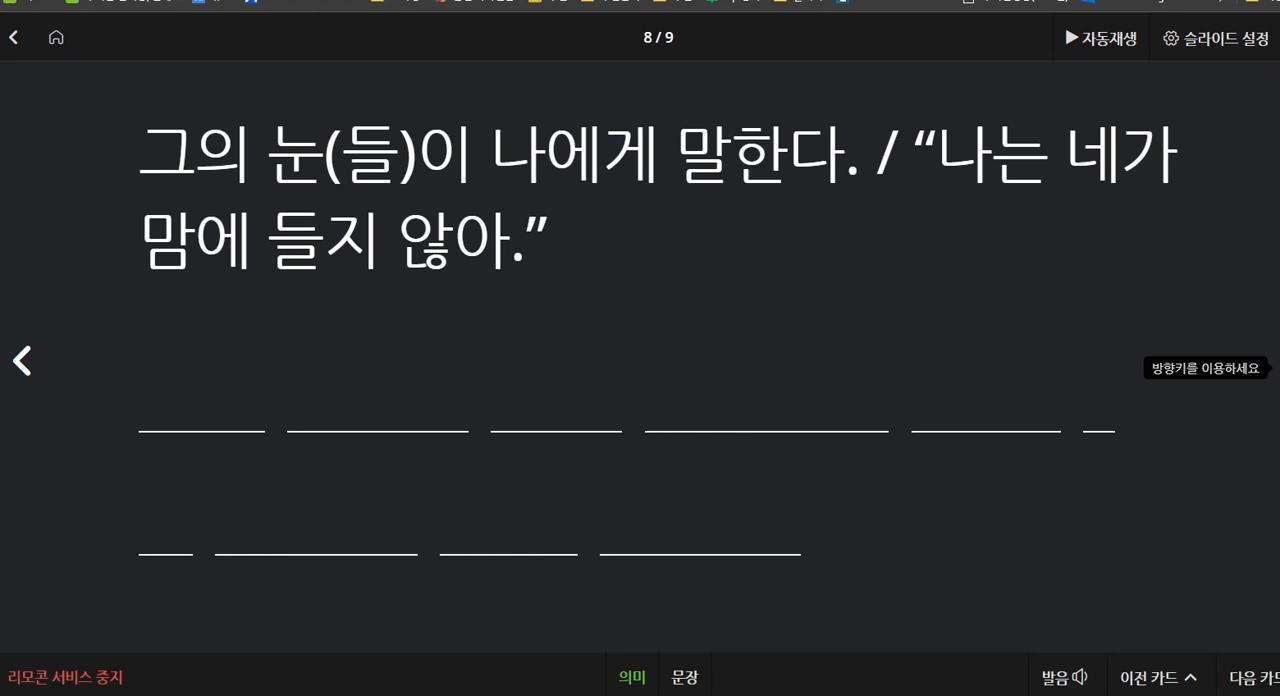 8 / 9
▶ 자동재생
슬라이드 설정
그의 눈(들)이 나에게 말한다. / “나는 네가
맘에 들지 않아.”
방향키를 이용하세요
리모콘 서비스 중지
의미
문장
발음
이전 카드
다음